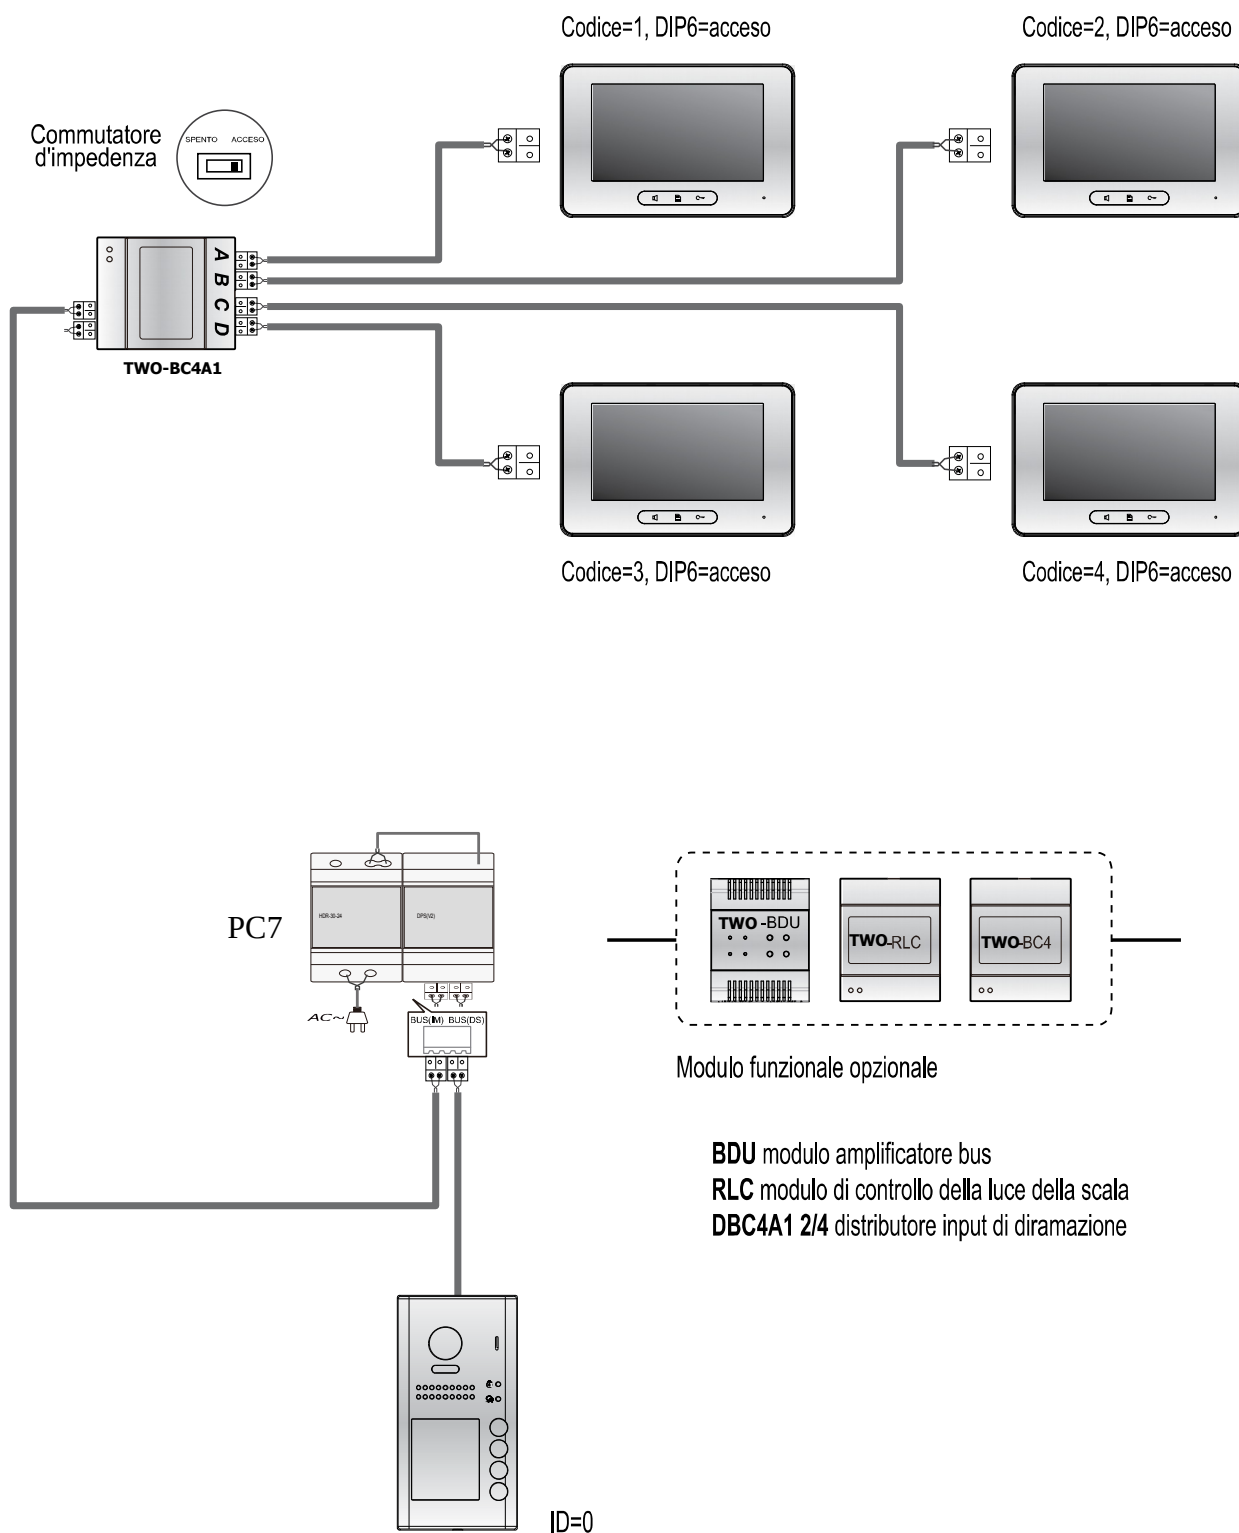 Codice=1, DIP6=acceso
Codice=2, DIP6=acceso
Commutatore
d'impedenza
SPENTO ACCESO
A
B
C
D
TWO-BC4A1
Codice=3, DIP6=acceso
Codice=4, DIP6=acceso
PC7
HDR-30-24
DPS(V2)
AC~
BUS(IM) BUS(DS)
TWO-BDU
TWO-RLC
TWO-BC4
Modulo funzionale opzionale
BDU modulo amplificatore bus
RLC modulo di controllo della luce della scala
DBC4A1 2/4 distributore input di diramazione
ID=0